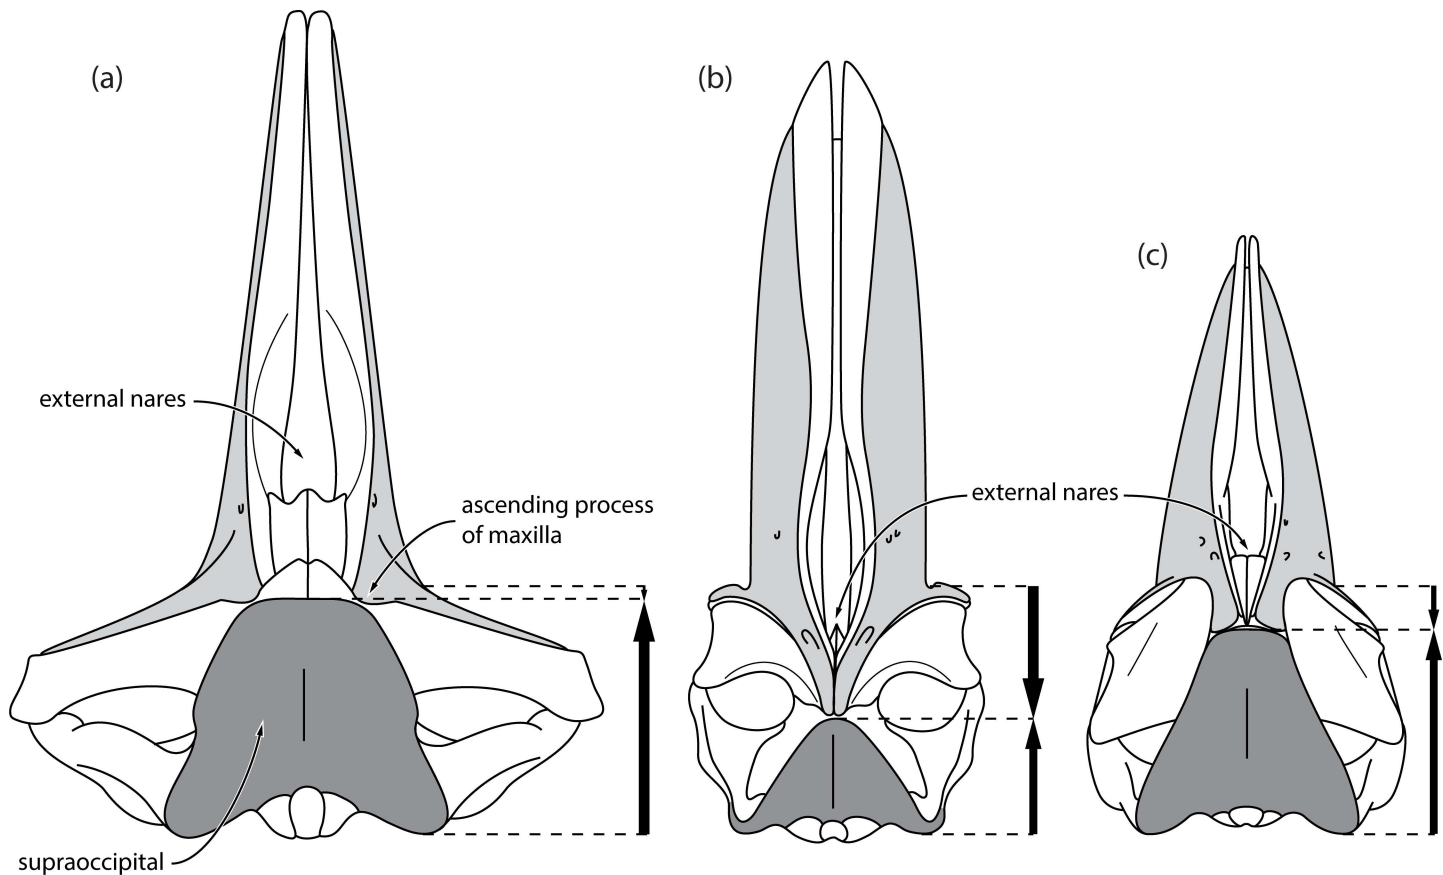 (a)
(b)
(c)
external nares
ascending process
of maxilla
external nares
supraoccipital